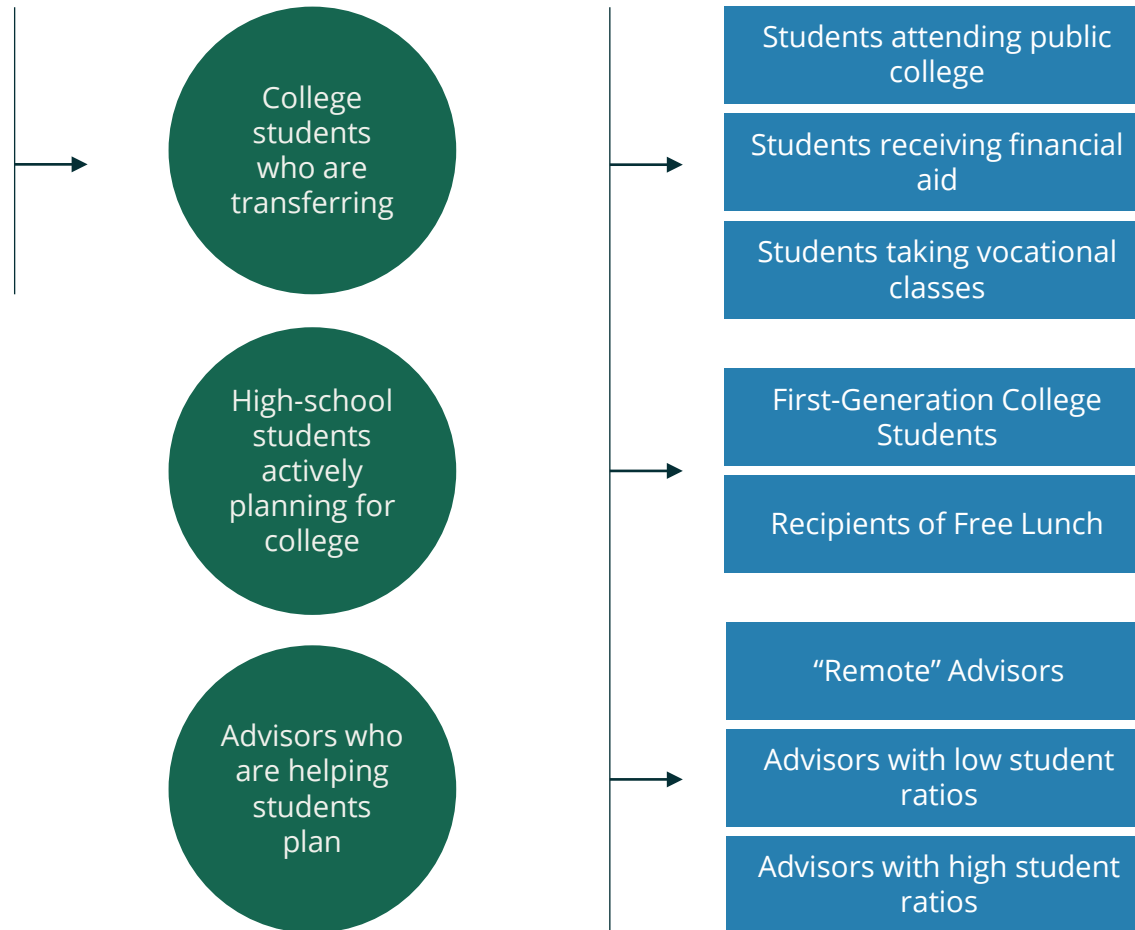 College
students
who are
transferring
Students attending public
college
Students receiving financial
aid
Students taking vocational
classes
High-school
students
actively
planning for
college
First-Generation College
Students
Recipients of Free Lunch
Advisors who
are helping
students
plan
“Remote” Advisors
Advisors with low student
ratios
Advisors with high student
ratios